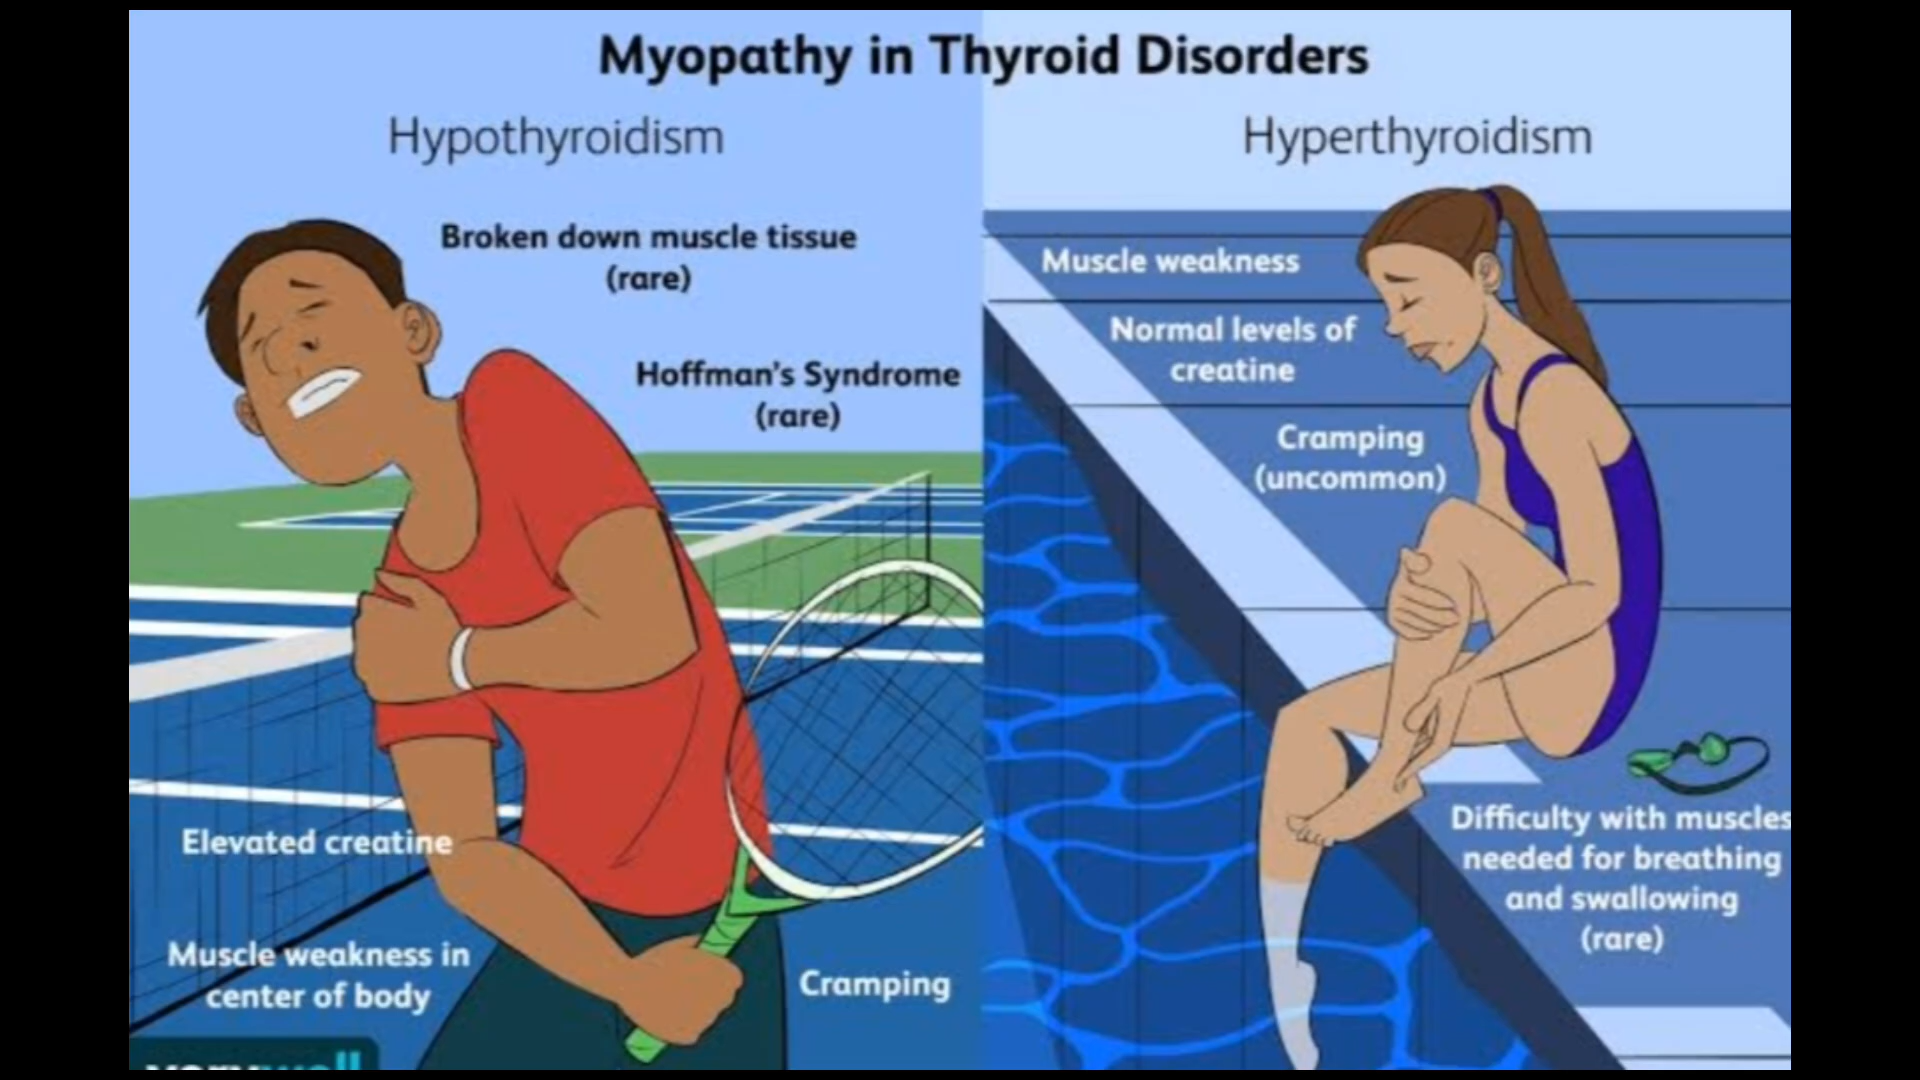 Myopathy in Thyroid Disorders
Hypothyroidism
Broken down muscle tissue
(rare)
Hoffman's Syndrome
(rare)
Elevated creatine
Muscle weakness in
center of body
Cramping
Hyperthyroidism
Muscle weakness
Normal levels of
creatine
Cramping
(uncommon)
Difficulty with muscles
needed for breathing
and swallowing
(rare)